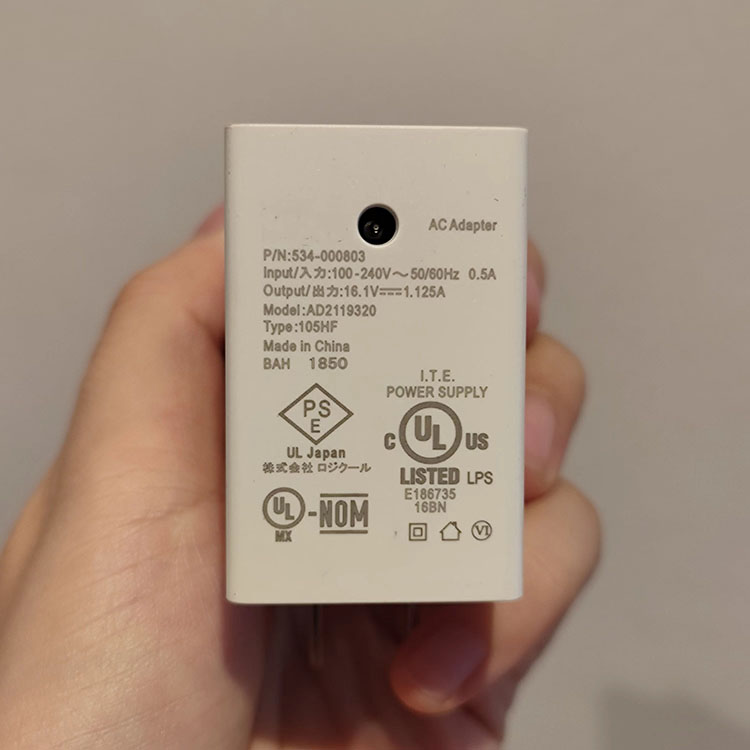 AC Adapter
P/N:534-000803
Input/入力:100-240V～50/60Hz 0.5A
Output/出力:16.1V⎓1.125A
Model:AD2119320
Type:105HF
Made in China
BAH 1850
I.T.E.
POWER SUPPLY
PS
E
UL Japan
株式会社 ロジクール
C UL US
LISTED LPS
E186735
16BN
UL
MX
-NOM
VI